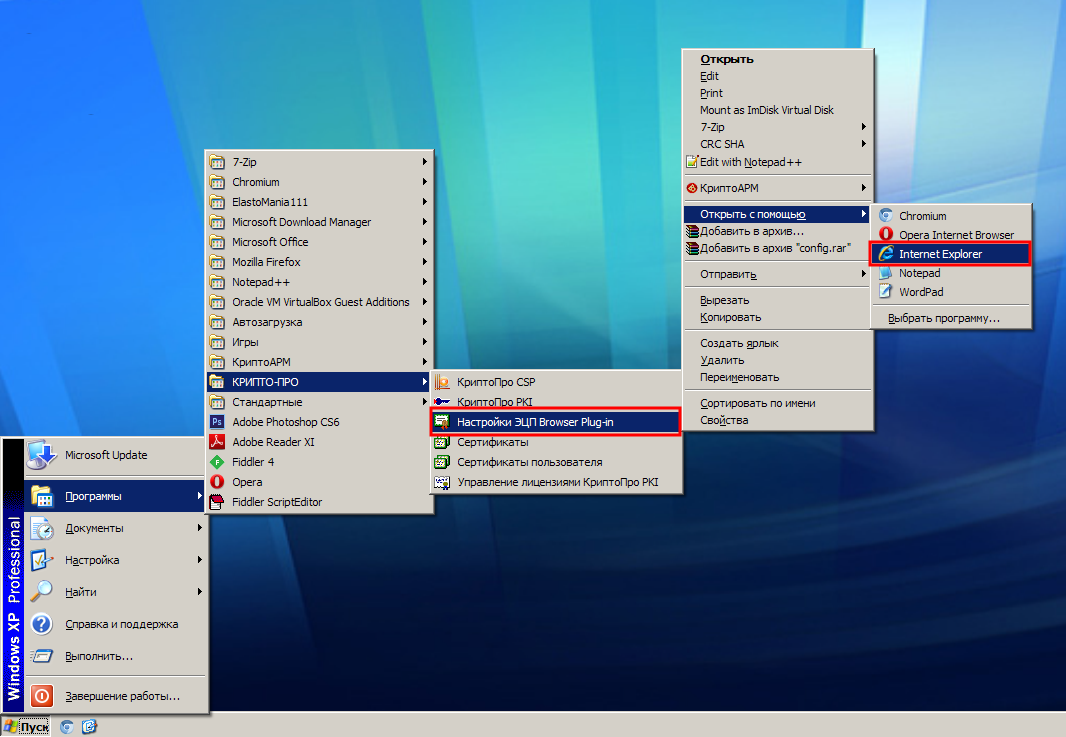 Открыть
Edit
Print
Mount as ImDisk Virtual Disk
7-Zip
CRC SHA
Edit with Notepad++
КриптоАРМ
Открыть с помощью
Добавить в архив...
Добавить в архив "config.rar"
Отправить
Вырезать
Копировать
Создать ярлык
Удалить
Переименовать
Сортировать по имени
Свойства
Chromium
Opera Internet Browser
Internet Explorer
Notepad
WordPad
Выбрать программу...
7-Zip
Chromium
ElastoMania111
Microsoft Download Manager
Microsoft Office
Mozilla Firefox
Notepad++
Oracle VM VirtualBox Guest Additions
Автозагрузка
Игры
КриптоАРМ
КРИПТО-ПРО
Стандартные
Adobe Photoshop CS6
Adobe Reader XI
Fiddler 4
Opera
Fiddler ScriptEditor
КриптоПро CSP
КриптоПро PKI
Настройки ЭЦП Browser Plug-in
Сертификаты
Сертификаты пользователя
Управление лицензиями КриптоПро PKI
Microsoft Update
Программы
Документы
Настройка
Найти
Справка и поддержка
Выполнить...
Завершение работы...
Windows XP Professional
Пуск